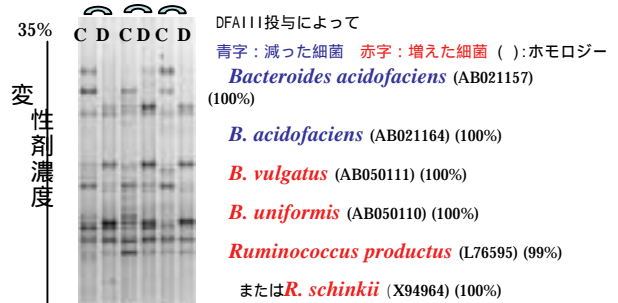 35%
C D C D C D
変性剤濃度
DFAIII投与によって
青字：減った細菌 赤字：増えた細菌 ( ):ホモロジー
Bacteroides acidofaciens (AB021157)
(100%)
B. acidofaciens (AB021164) (100%)
B. vulgatus (AB050111) (100%)
B. uniformis (AB050110) (100%)
Ruminococcus productus (L76595) (99%)
またはR. schinkii (X94964) (100%)